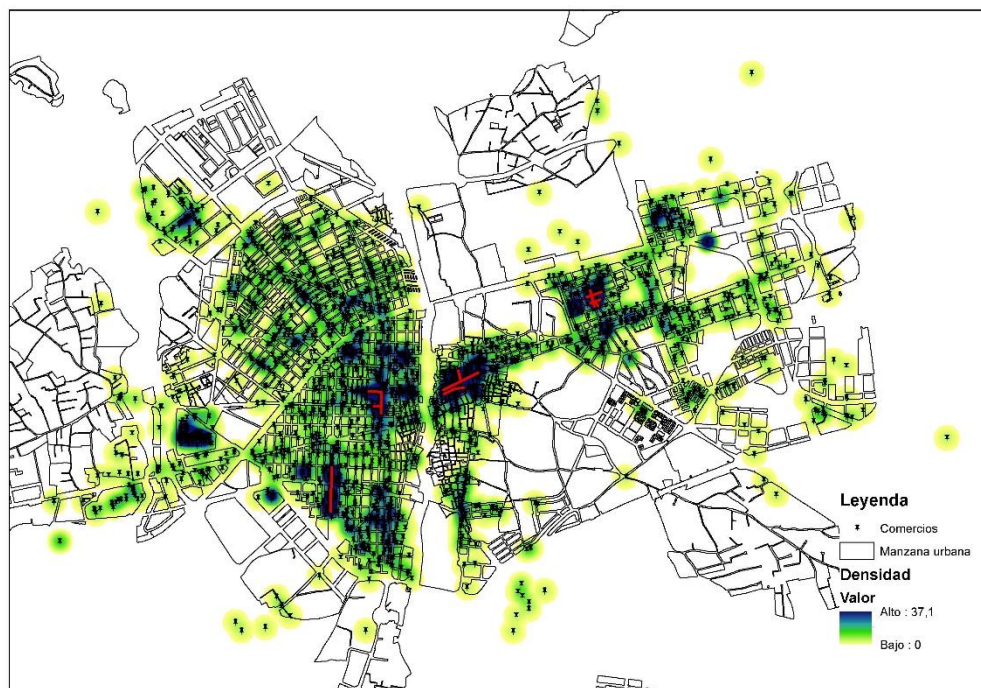 Leyenda
Comercios
Manzana urbana
Densidad
Valor
Alto : 37,1
Bajo : 0